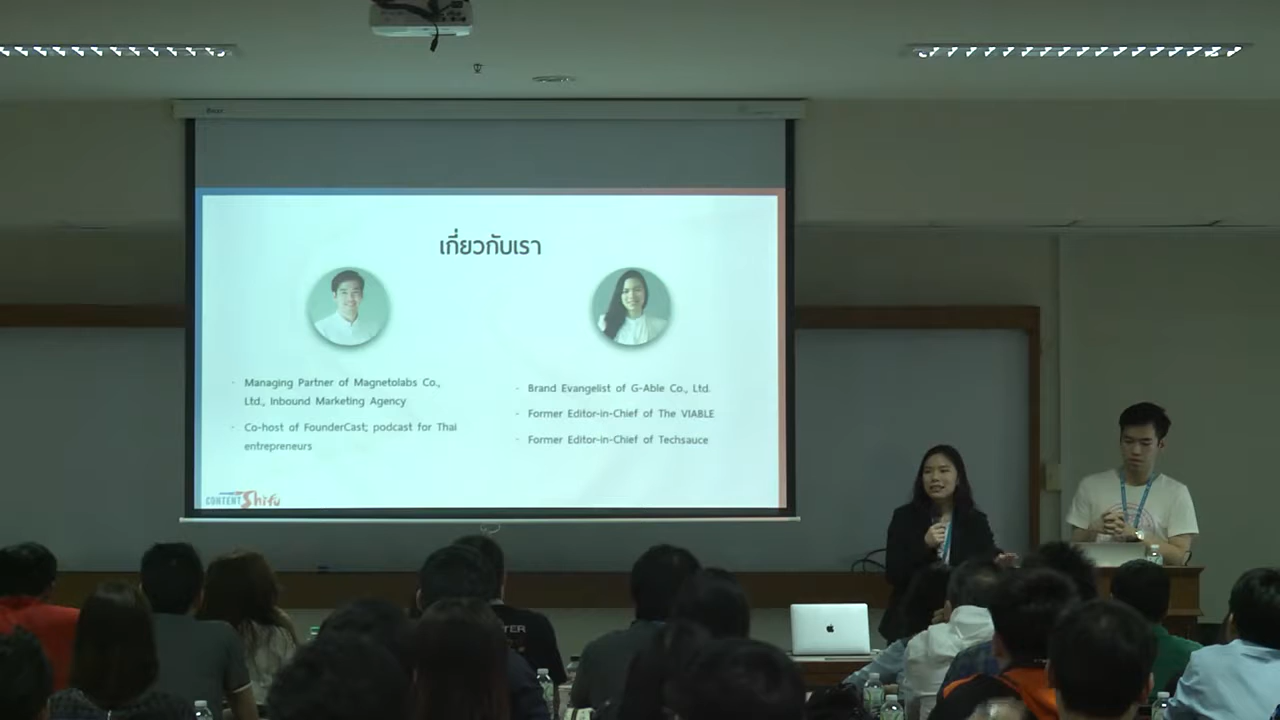 เกี่ยวกับเรา
- Managing Partner of Magnetolabs Co.,
Ltd., Inbound Marketing Agency
- Co-host of FounderCast; podcast for Thai
entrepreneurs
- Brand Evangelist of G-Able Co., Ltd.
- Former Editor-in-Chief of The VIABLE
- Former Editor-in-Chief of Techsauce
CONTENT Shifu
TER